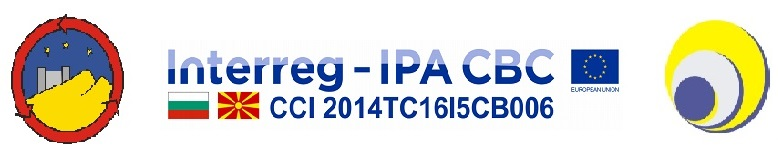 Interreg - IPA CBC
EUROPEAN UNION
CCI 2014TC16I5CB006